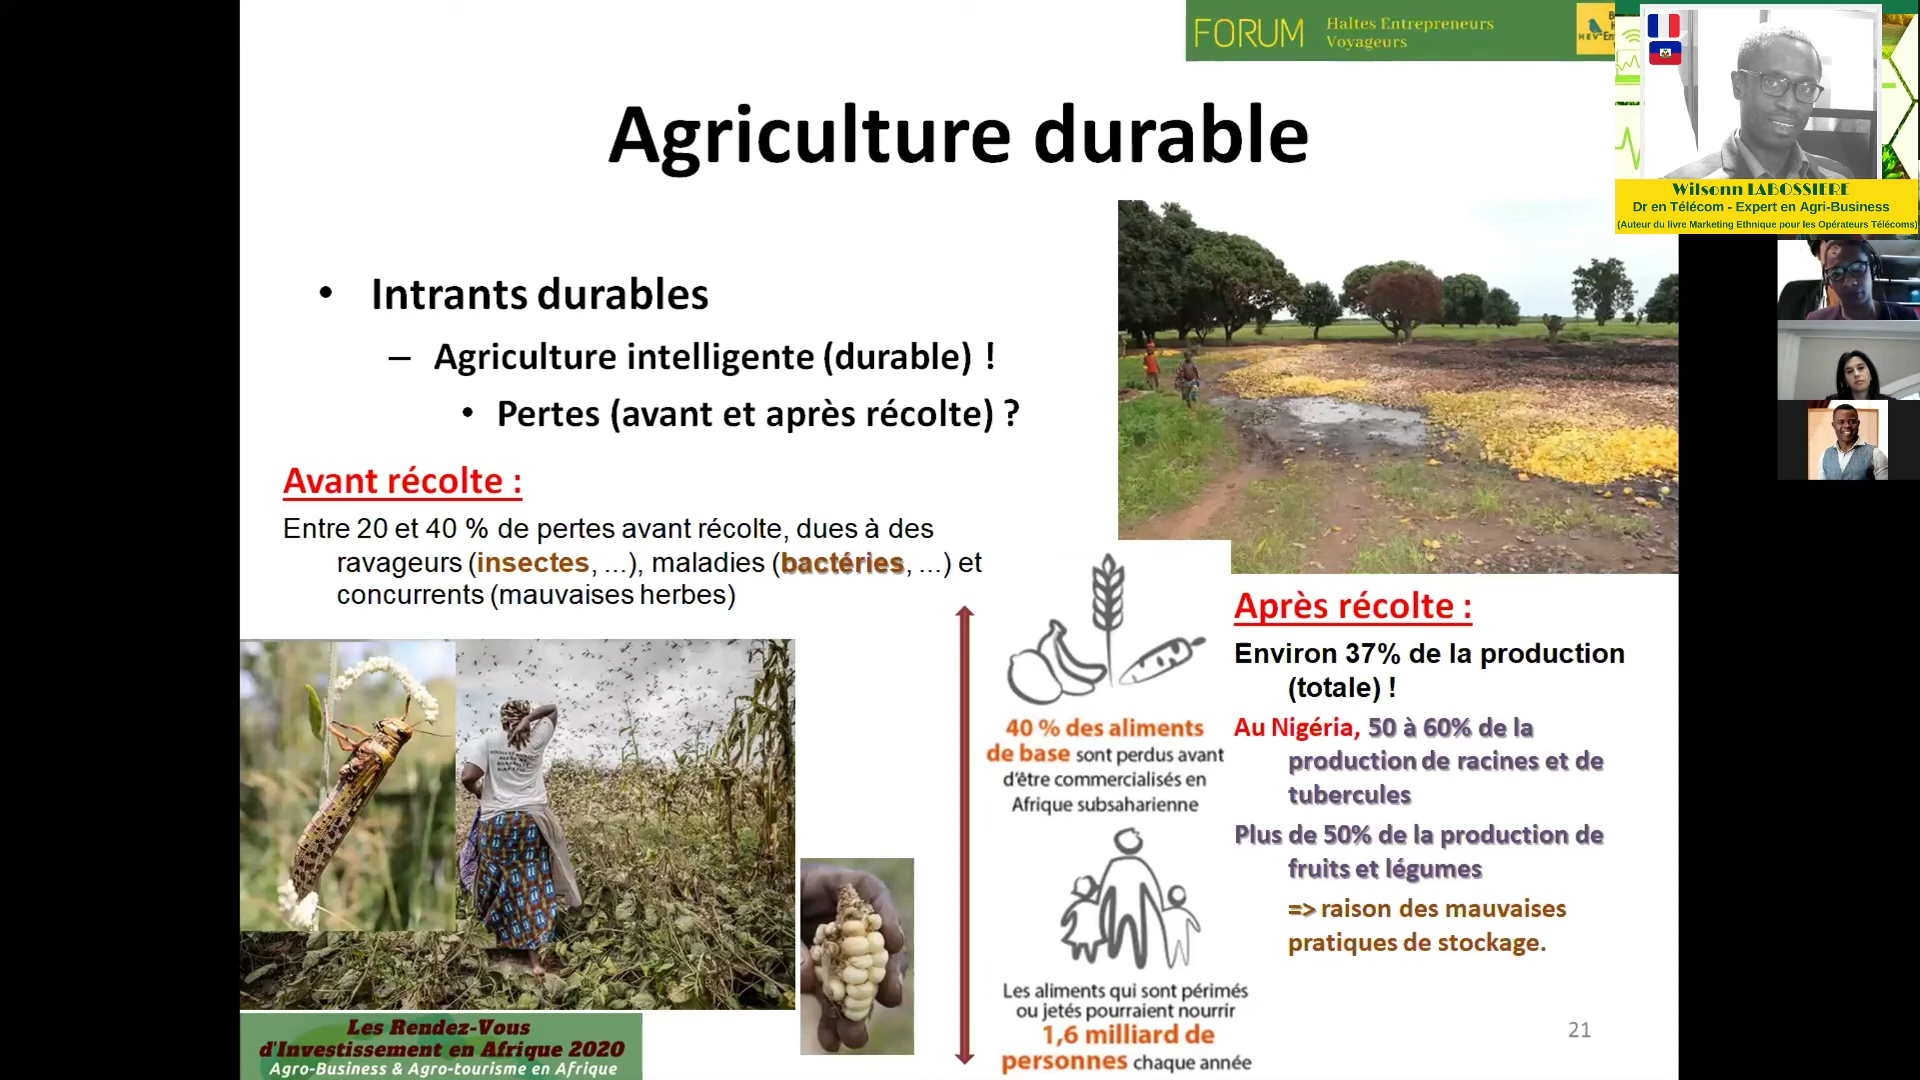 FORUM
Haltes Entrepreneurs
Voyageurs
Wilsonn LABOSSIERE
Dr en Télécom - Expert en Agri-Business
(Auteur du livre Marketing Ethnique pour les Opérateurs Télécoms)
Agriculture durable
• Intrants durables
– Agriculture intelligente (durable) !
• Pertes (avant et après récolte) ?
Avant récolte :
Entre 20 et 40 % de pertes avant récolte, dues à des
ravageurs (insectes, ...), maladies (bactéries, ...) et
concurrents (mauvaises herbes)
40 % des aliments
de base sont perdus avant
d'être commercialisés en
Afrique subsaharienne
Les aliments qui sont périmés
ou jetés pourraient nourrir
1,6 milliard de
personnes chaque année
Après récolte :
Environ 37% de la production
(totale) !
Au Nigéria, 50 à 60% de la
production de racines et de
tubercules
Plus de 50% de la production de
fruits et légumes
=> raison des mauvaises
pratiques de stockage.
21
Les Rendez-Vous
d'Investissement en Afrique 2020
Agro-Business & Agro-tourisme en Afrique